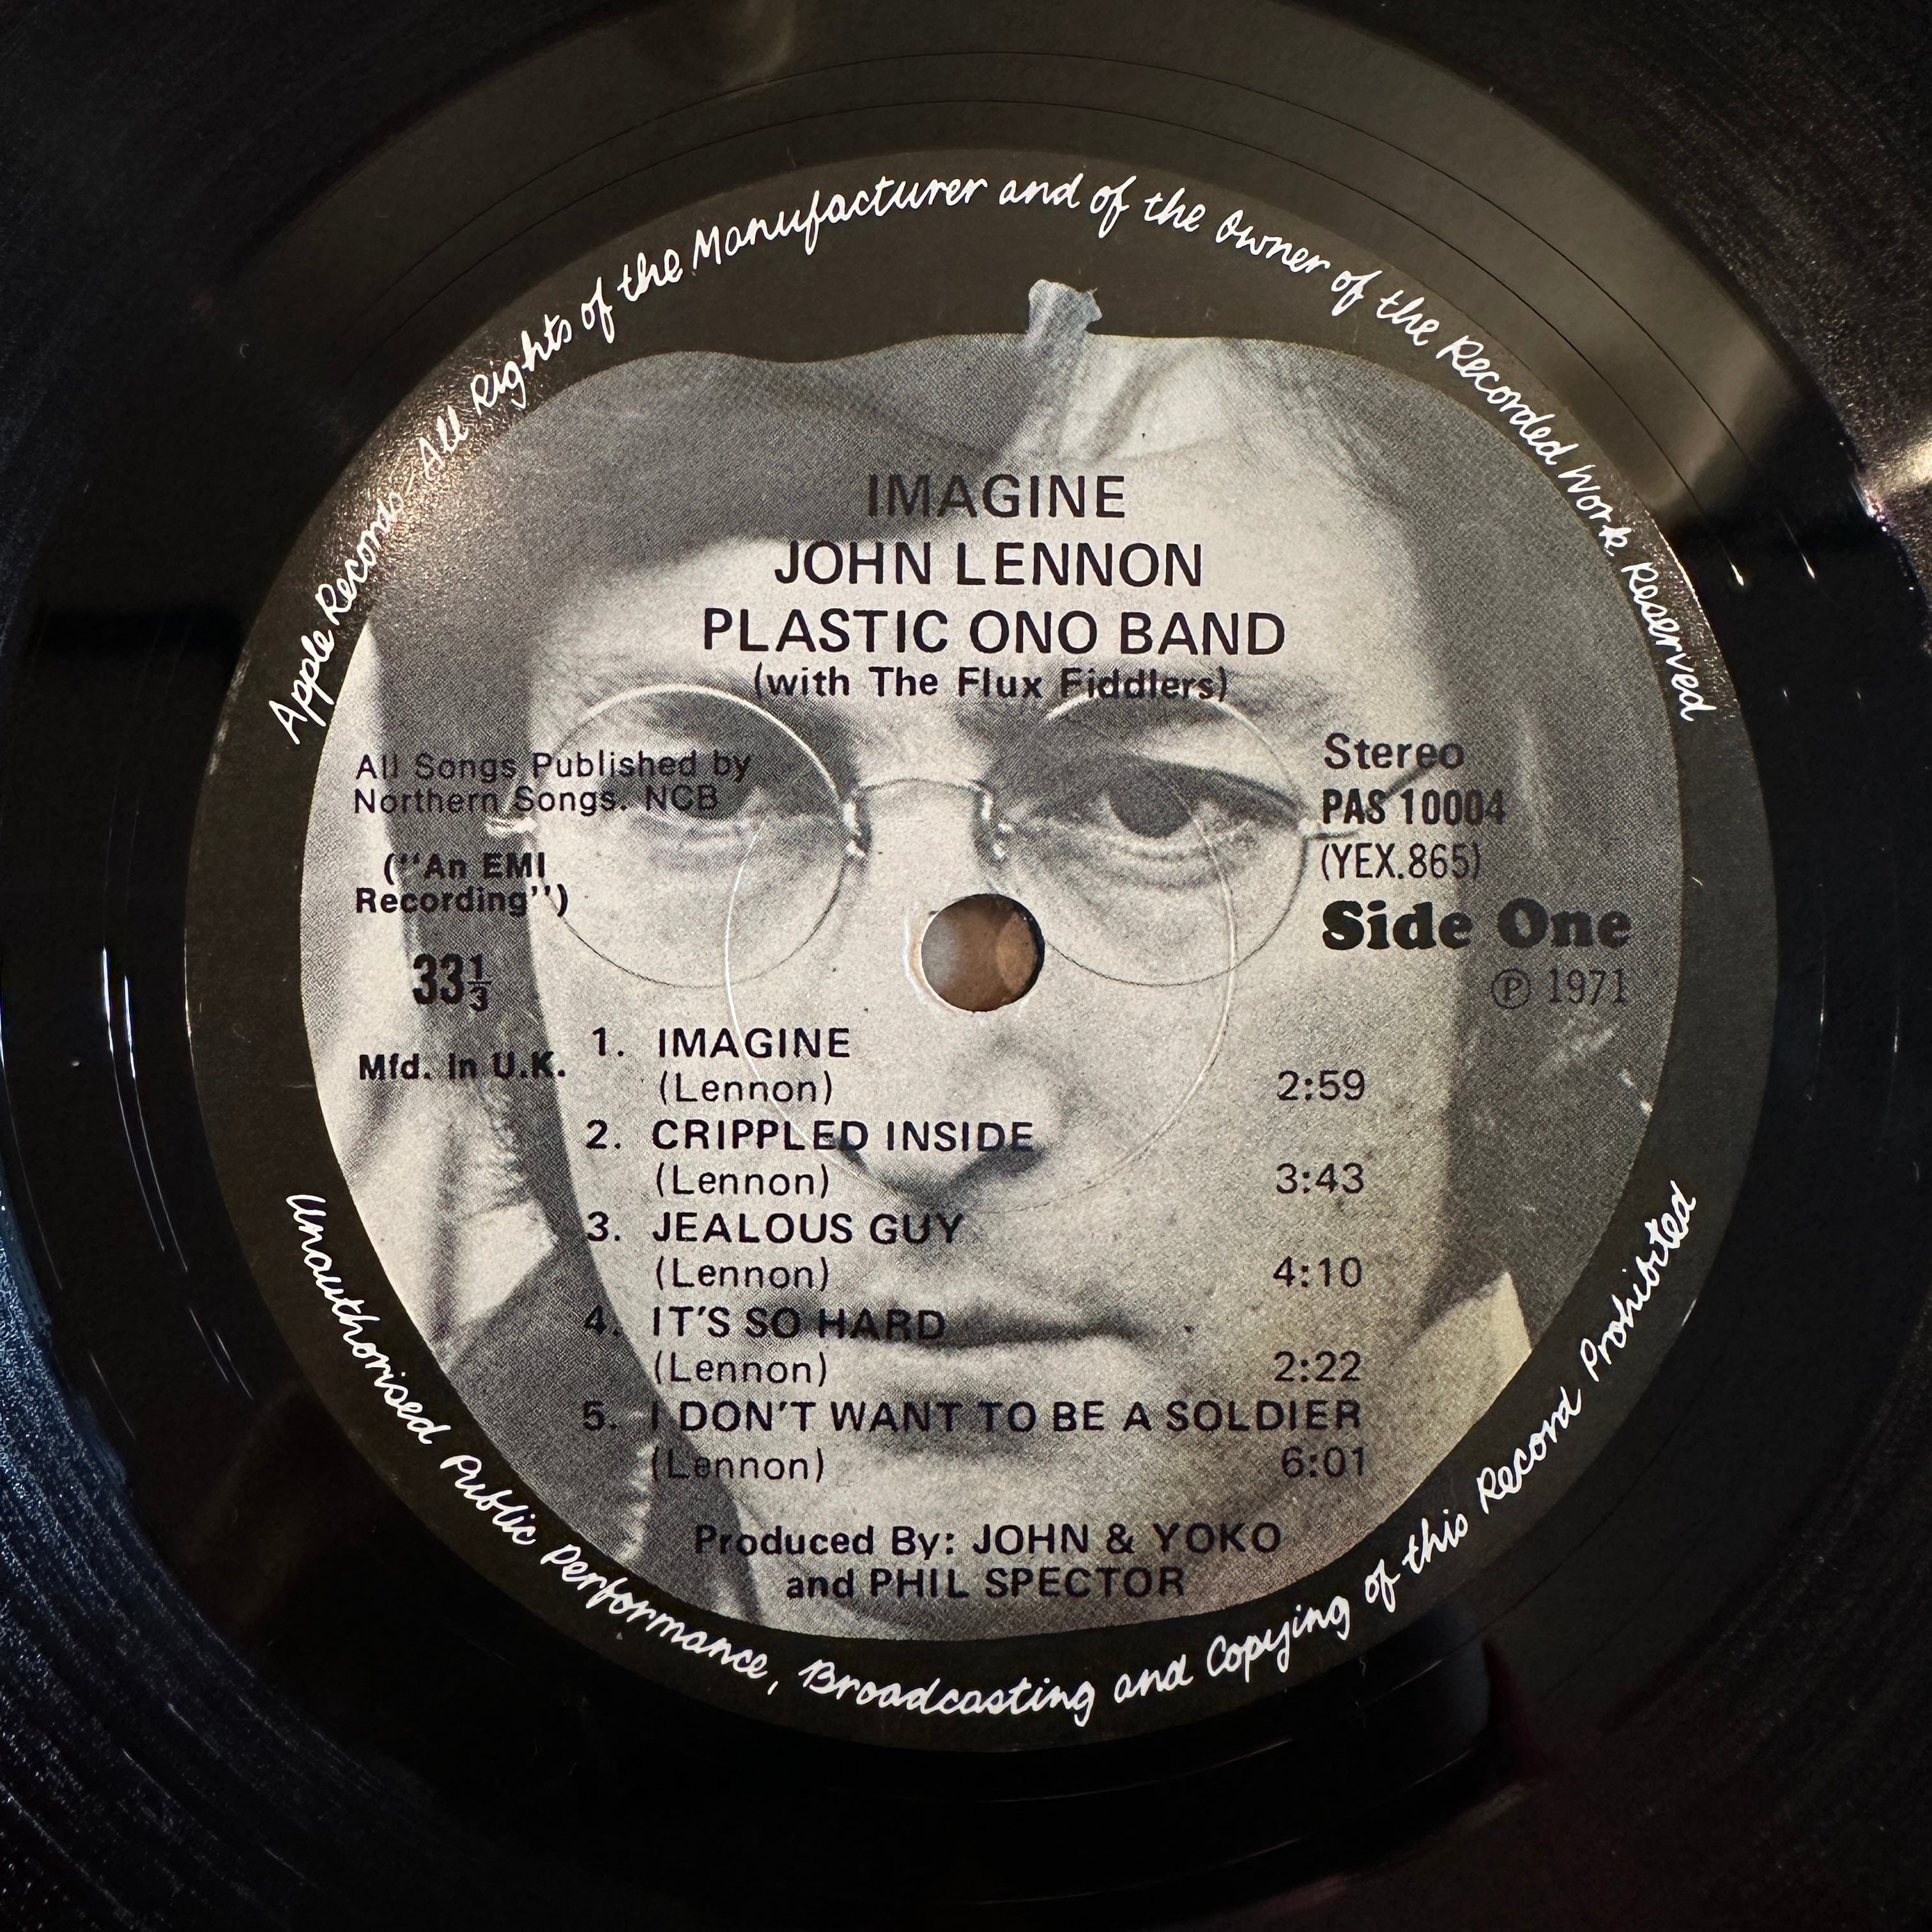 Apple Records-All Rights of the Manufacturer and of the Owner of the Recorded Work Reserved
IMAGINE
JOHN LENNON
PLASTIC ONO BAND
(with The Flux Fiddlers)
All Songs Published by
Northern Songs. NCB
(''An EMI
Recording'')
33⅓
Mfd. in U.K.
Stereo
PAS 10004
(YEX.865)
Side One
℗ 1971
1. IMAGINE
(Lennon) 2:59
2. CRIPPLED INSIDE
(Lennon) 3:43
3. JEALOUS GUY
(Lennon) 4:10
4. IT'S SO HARD
(Lennon) 2:22
5. I DON'T WANT TO BE A SOLDIER
(Lennon) 6:01
Produced By: JOHN & YOKO
and PHIL SPECTOR
Unauthorised Public Performance, Broadcasting and Copying of this Record Prohibited